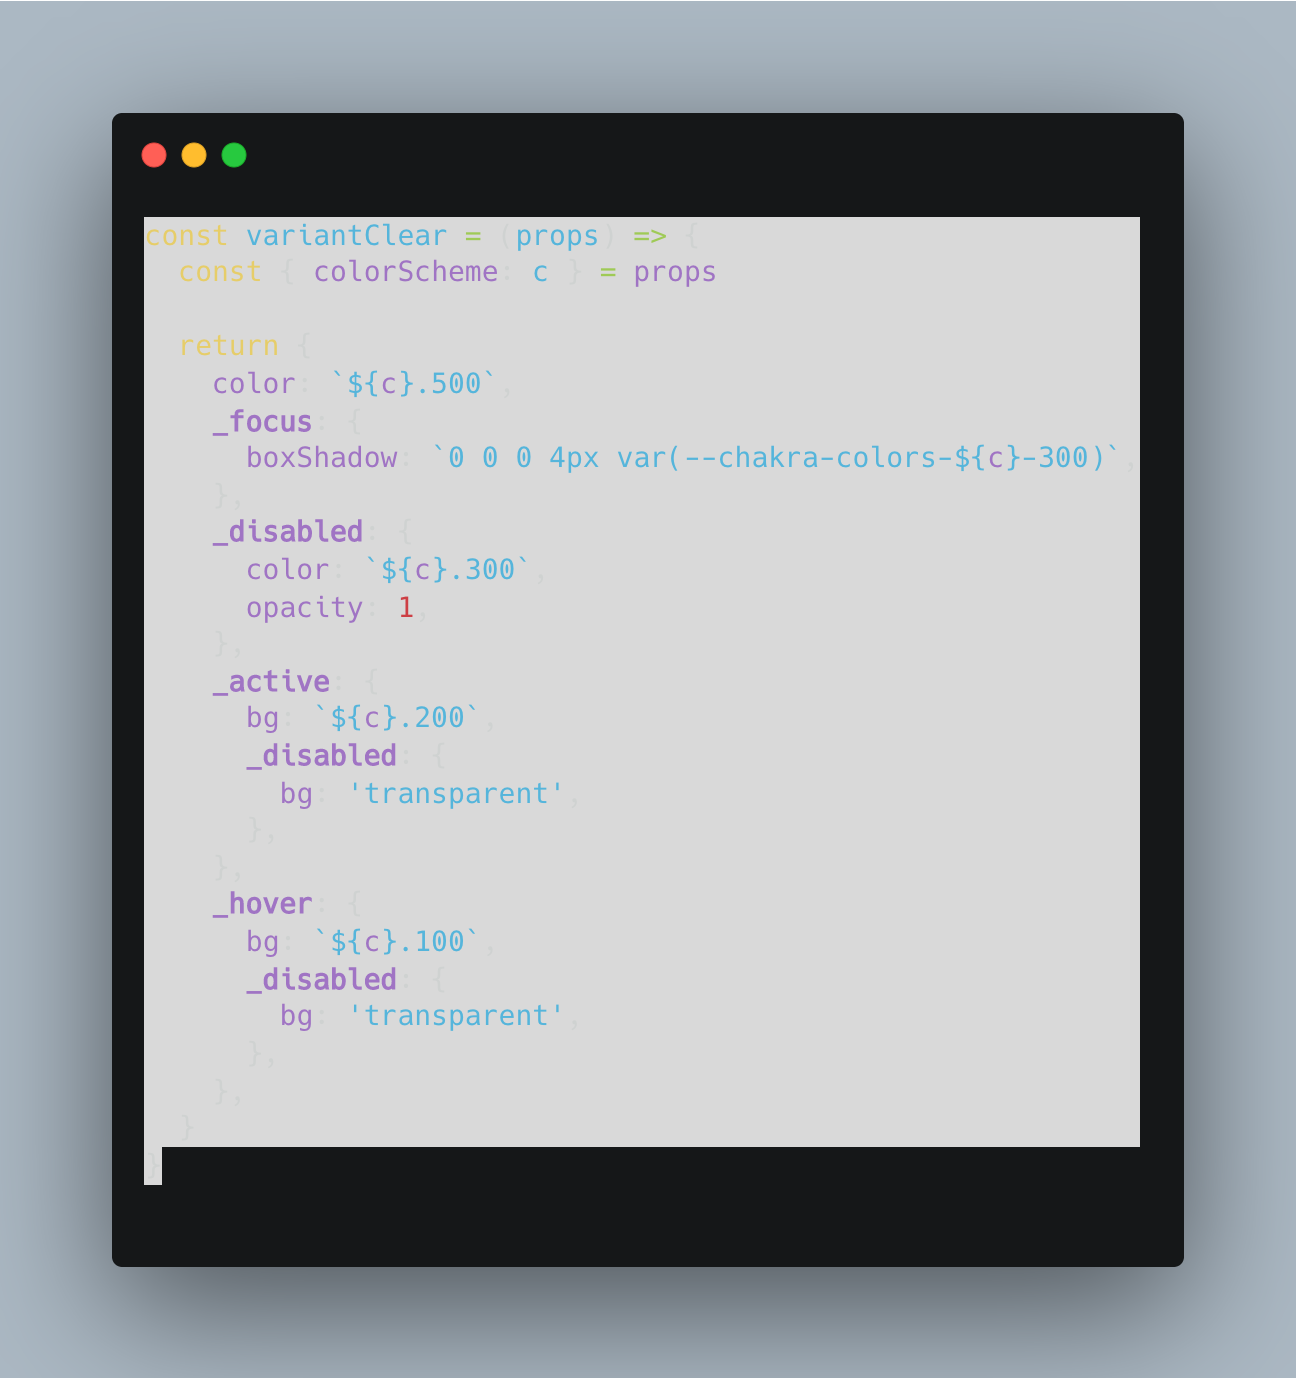 const variantClear = (props) => {
  const { colorScheme: c } = props

  return {
    color: `${c}.500`,
    _focus: {
      boxShadow: `0 0 0 4px var(--chakra-colors-${c}-300)`,
    },
    _disabled: {
      color: `${c}.300`,
      opacity: 1,
    },
    _active: {
      bg: `${c}.200`,
      _disabled: {
        bg: 'transparent',
      },
    },
    _hover: {
      bg: `${c}.100`,
      _disabled: {
        bg: 'transparent',
      },
    },
  }
}